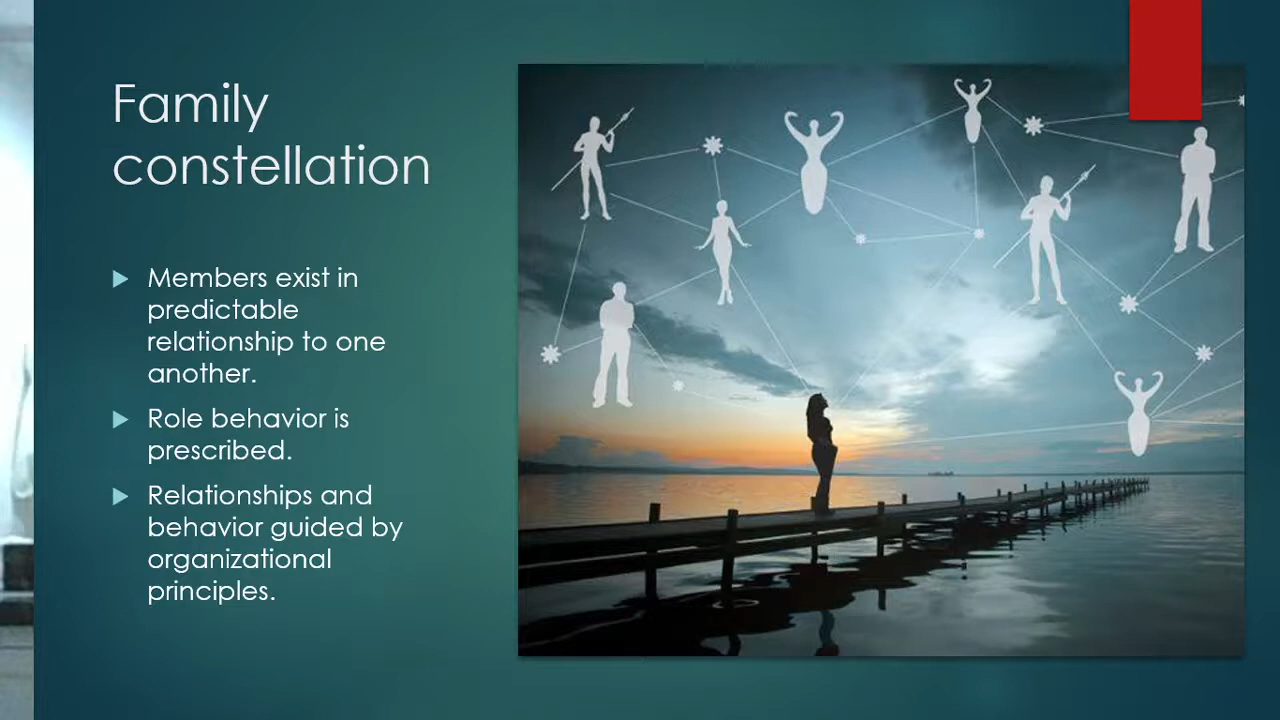 Family
constellation
Members exist in
predictable
relationship to one
another.
Role behavior is
prescribed.
Relationships and
behavior guided by
organizational
principles.